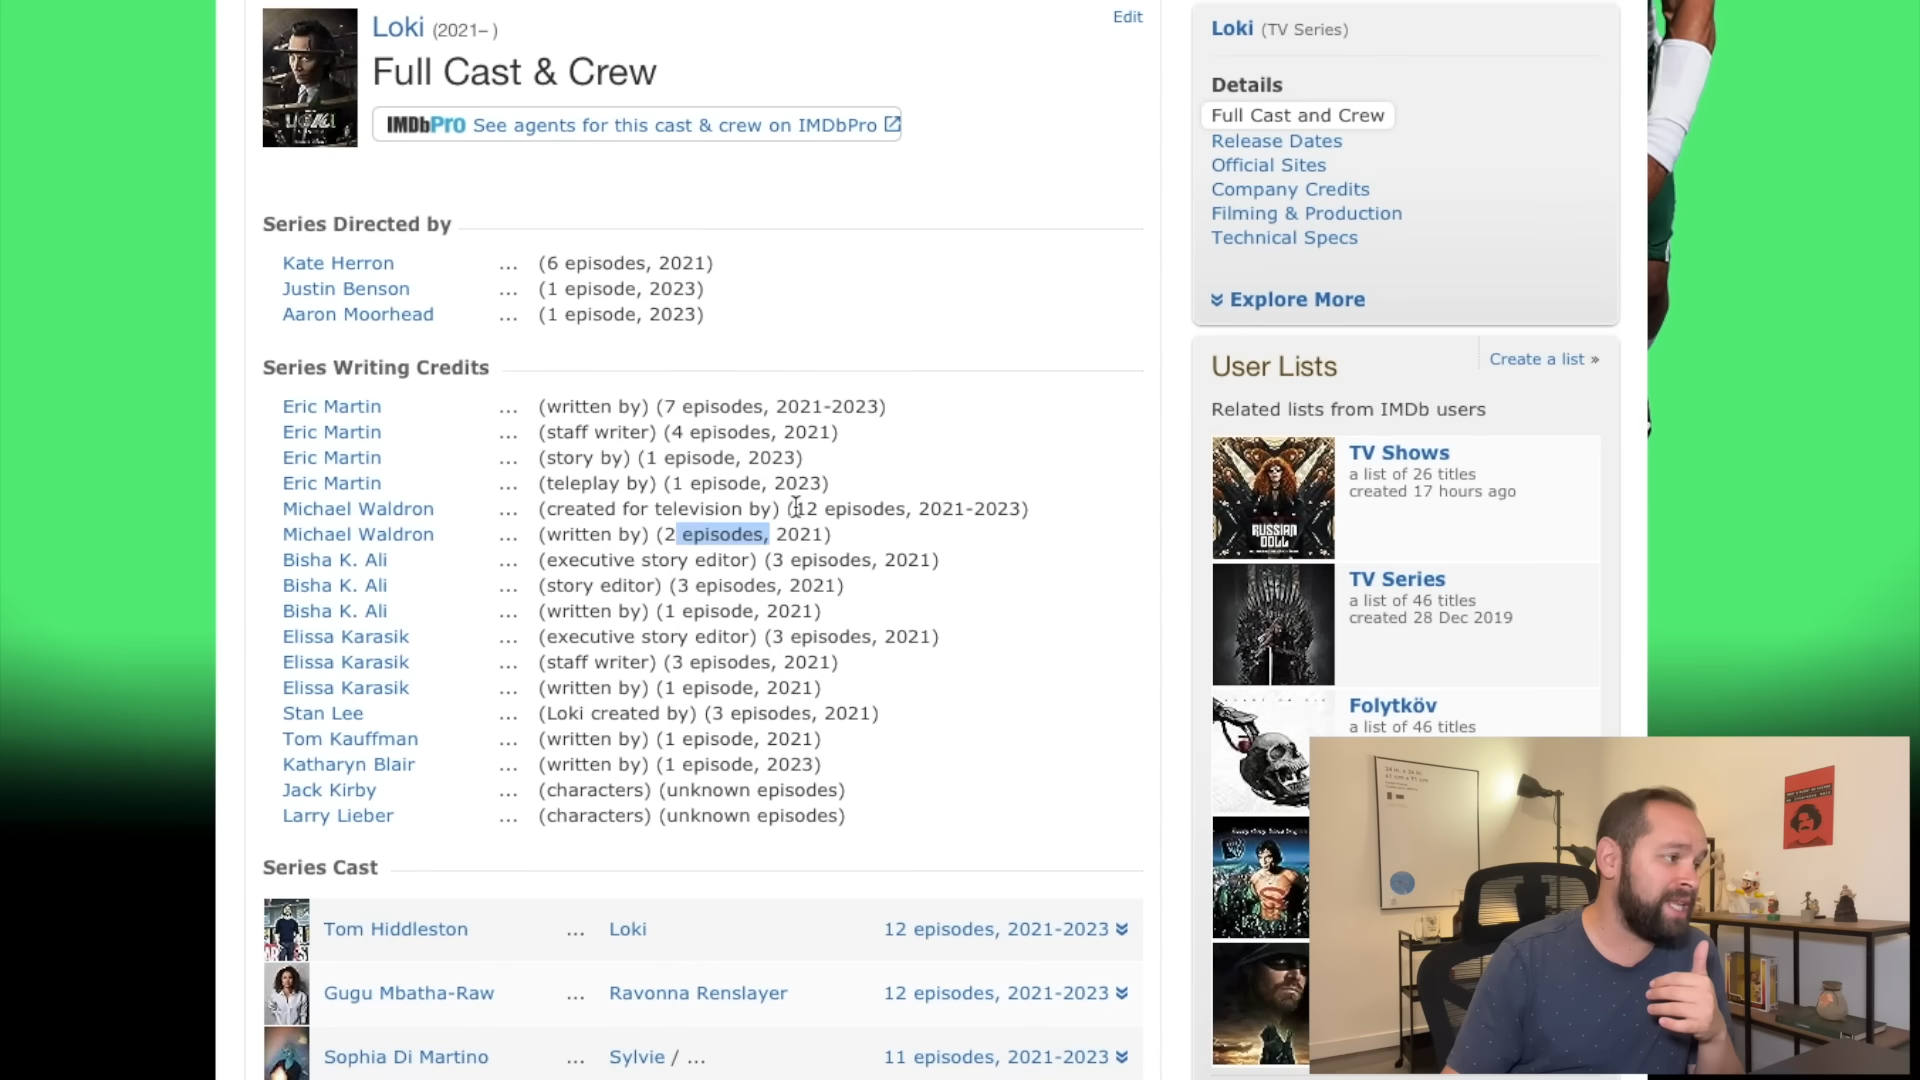 Loki (2021– )
Edit
Full Cast & Crew
IMDbPro See agents for this cast & crew on IMDbPro
Series Directed by
Kate Herron ... (6 episodes, 2021)
Justin Benson ... (1 episode, 2023)
Aaron Moorhead ... (1 episode, 2023)
Series Writing Credits
Eric Martin ... (written by) (7 episodes, 2021-2023)
Eric Martin ... (staff writer) (4 episodes, 2021)
Eric Martin ... (story by) (1 episode, 2023)
Eric Martin ... (teleplay by) (1 episode, 2023)
Michael Waldron ... (created for television by) (12 episodes, 2021-2023)
Michael Waldron ... (written by) (2 episodes, 2021)
Bisha K. Ali ... (executive story editor) (3 episodes, 2021)
Bisha K. Ali ... (story editor) (3 episodes, 2021)
Bisha K. Ali ... (written by) (1 episode, 2021)
Elissa Karasik ... (executive story editor) (3 episodes, 2021)
Elissa Karasik ... (staff writer) (3 episodes, 2021)
Elissa Karasik ... (written by) (1 episode, 2021)
Stan Lee ... (Loki created by) (3 episodes, 2021)
Tom Kauffman ... (written by) (1 episode, 2021)
Katharyn Blair ... (written by) (1 episode, 2023)
Jack Kirby ... (characters) (unknown episodes)
Larry Lieber ... (characters) (unknown episodes)
Series Cast
Tom Hiddleston ... Loki 12 episodes, 2021-2023
Gugu Mbatha-Raw ... Ravonna Renslayer 12 episodes, 2021-2023
Sophia Di Martino ... Sylvie / ... 11 episodes, 2021-2023
Loki (TV Series)
Details
Full Cast and Crew
Release Dates
Official Sites
Company Credits
Filming & Production
Technical Specs
Explore More
User Lists
Create a list »
Related lists from IMDb users
TV Shows
a list of 26 titles
created 17 hours ago
RUSSIAN
DOLL
TV Series
a list of 46 titles
created 28 Dec 2019
Folytköv
a list of 46 titles